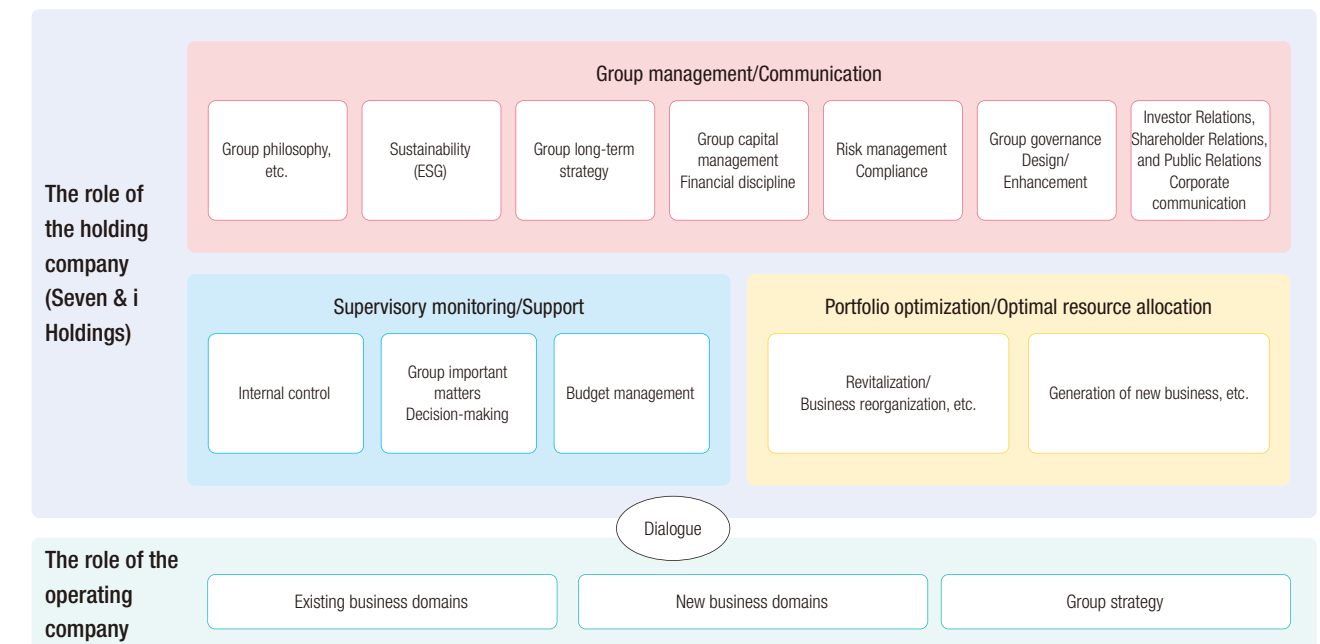 The role of
the holding
company
(Seven & i
Holdings)
Group management/Communication
Group philosophy,
etc.
Sustainability
(ESG)
Group long-term
strategy
Group capital
management
Financial discipline
Risk management
Compliance
Group governance
Design/
Enhancement
Investor Relations,
Shareholder Relations,
and Public Relations
Corporate
communication
Supervisory monitoring/Support
Internal control
Group important
matters
Decision-making
Budget management
Portfolio optimization/Optimal resource allocation
Revitalization/
Business reorganization, etc.
Generation of new business, etc.
Dialogue
The role of the
operating
company
Existing business domains
New business domains
Group strategy